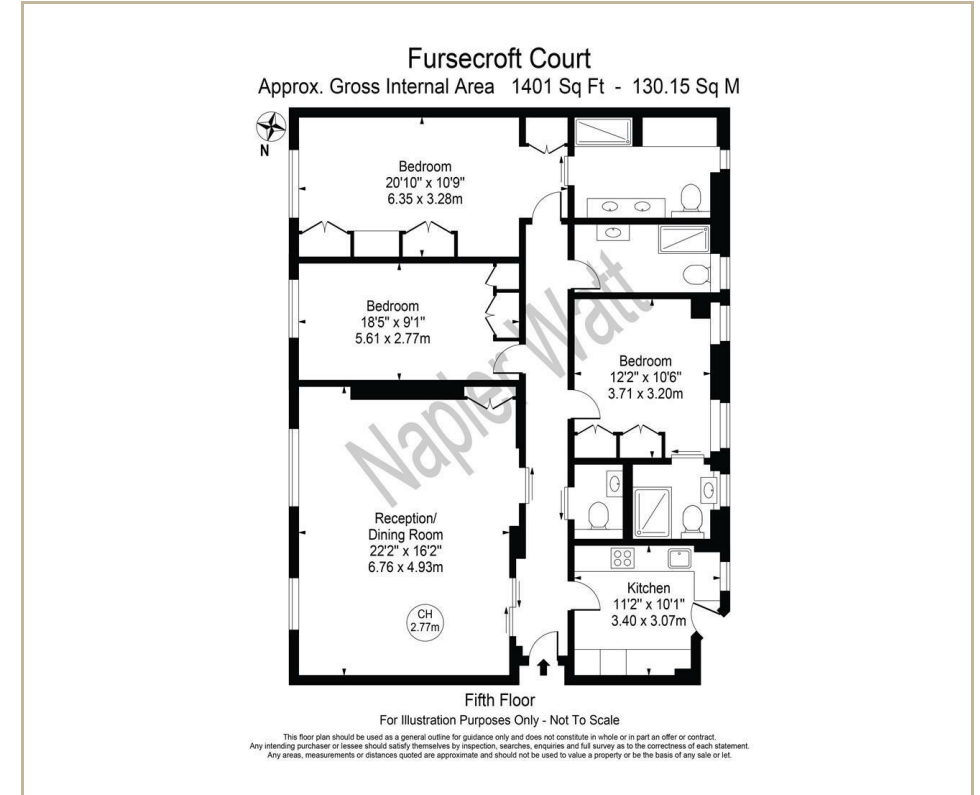 Fursecroft Court
Approx. Gross Internal Area 1401 Sq Ft - 130.15 Sq M
N
Bedroom
20'10" x 10'9"
6.35 x 3.28m
Bedroom
18'5" x 9'1"
5.61 x 2.77m
Bedroom
12'2" x 10'6"
3.71 x 3.20m
Napier Watt
Reception/
Dining Room
22'2" x 16'2"
6.76 x 4.93m
CH
2.77m
Kitchen
11'2" x 10'1"
3.40 x 3.07m
Fifth Floor
For Illustration Purposes Only - Not To Scale
This floor plan should be used as a general outline for guidance only and does not constitute in whole or in part an offer or contract.
Any intending purchaser or lessee should satisfy themselves by inspection, searches, enquiries and full survey as to the correctness of each statement.
Any areas, measurements or distances quoted are approximate and should not be used to value a property or be the basis of any sale or let.